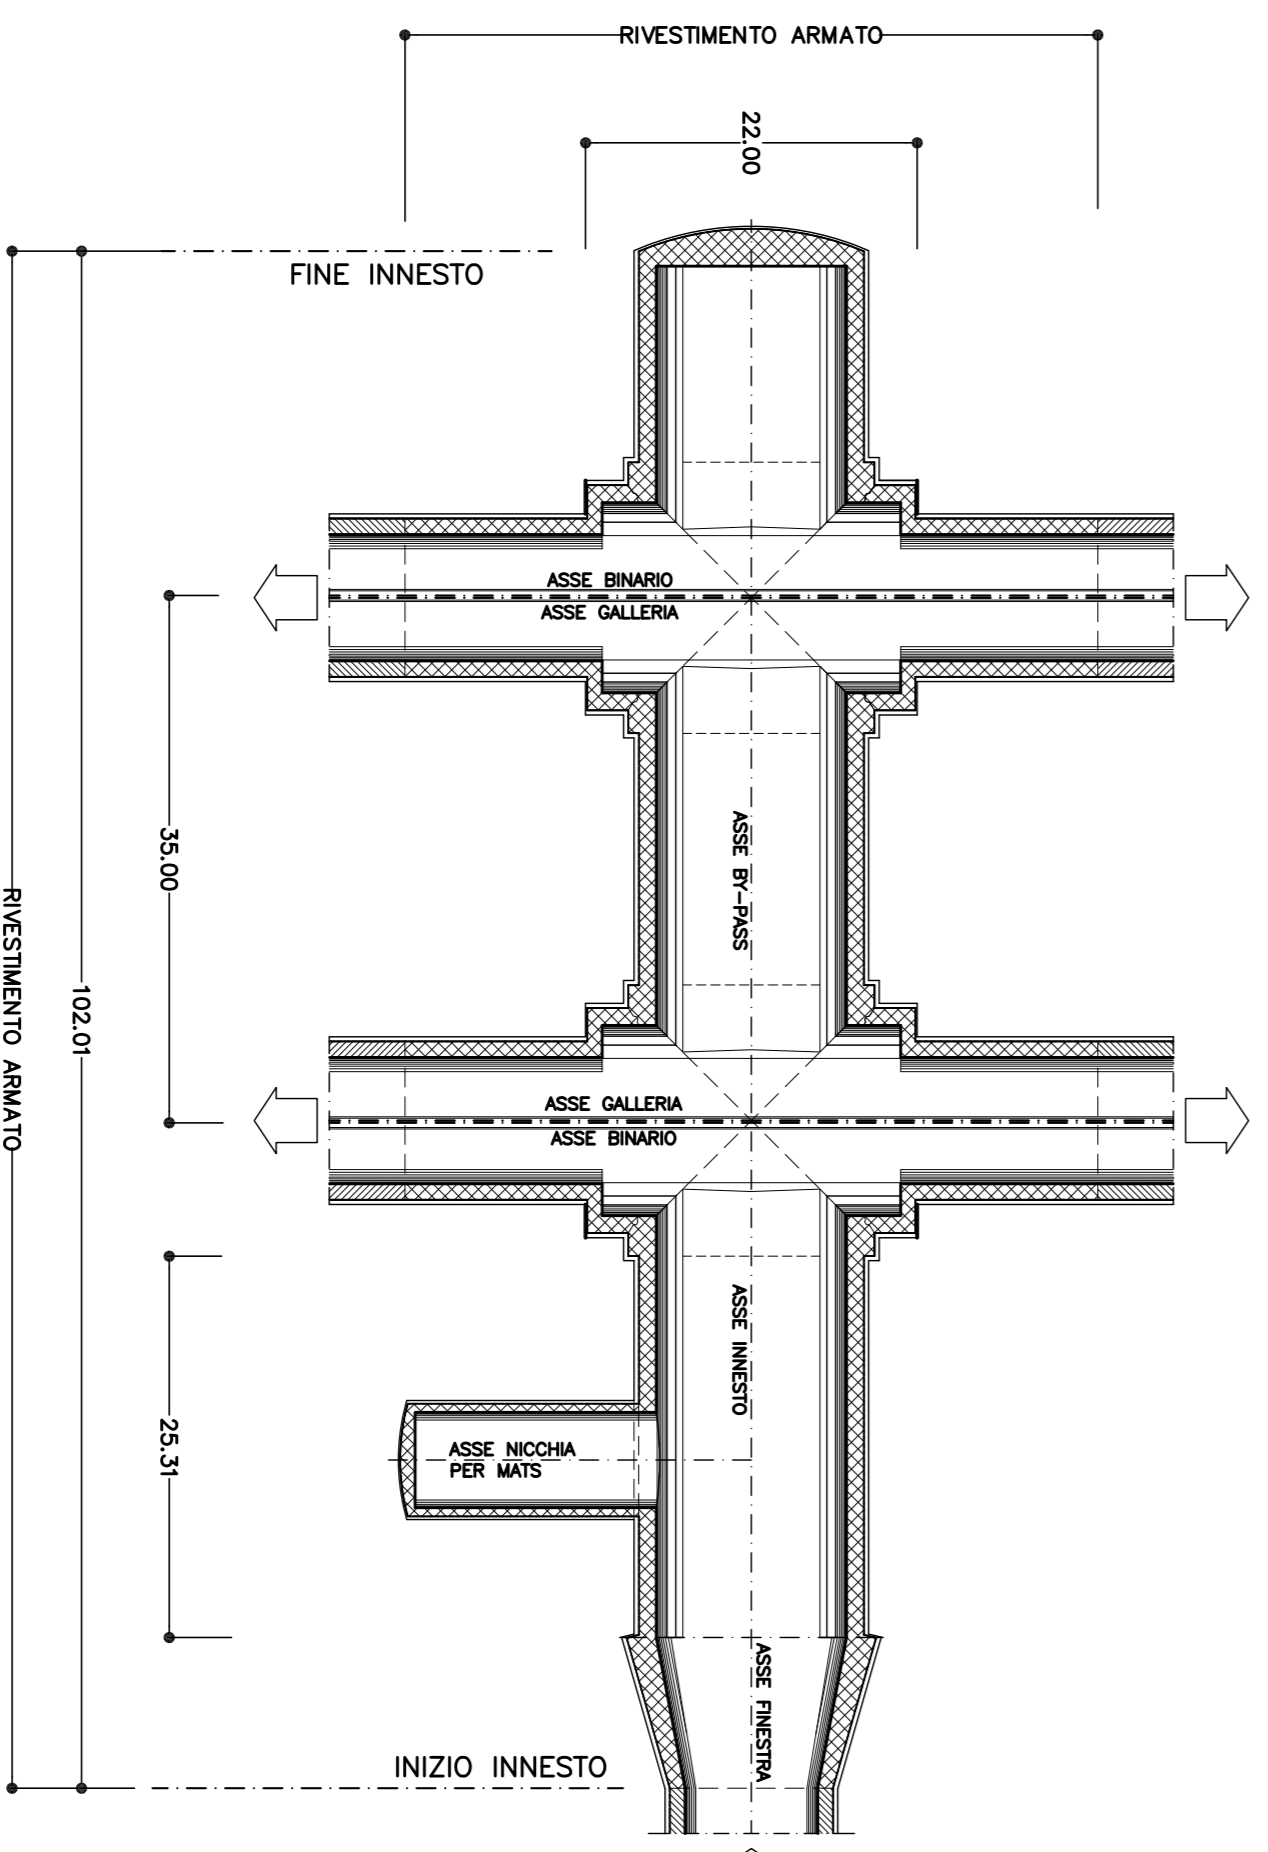 RIVESTIMENTO ARMATO
22.00
FINE INNESTO
ASSE BINARIO
ASSE GALLERIA
35.00
ASSE BY-PASS
RIVESTIMENTO ARMATO
102.01
ASSE GALLERIA
ASSE BINARIO
ASSE INNESTO
25.31
ASSE NICCHIA
PER MATS
ASSE FINESTRA
INIZIO INNESTO